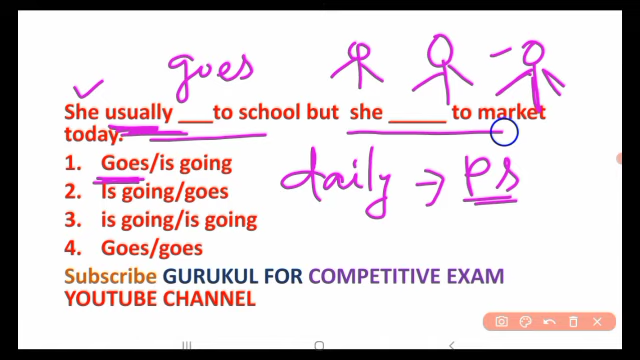 goes
She usually ___to school but she _____ to market
today.
1. Goes/is going
2. Is going/goes
3. is going/is going
4. Goes/goes
daily → PS
Subscribe GURUKUL FOR COMPETITIVE EXAM
YOUTUBE CHANNEL